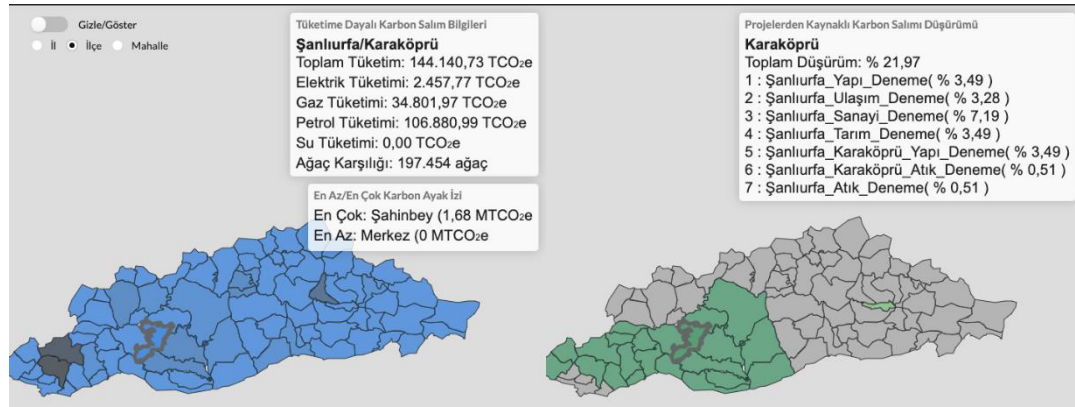 Gizle/Göster
İl İlçe Mahalle
Tüketime Dayalı Karbon Salım Bilgileri
Şanlıurfa/Karaköprü
Toplam Tüketim: 144.140,73 TCO₂e
Elektrik Tüketimi: 2.457,77 TCO₂e
Gaz Tüketimi: 34.801,97 TCO₂e
Petrol Tüketimi: 106.880,99 TCO₂e
Su Tüketimi: 0,00 TCO₂e
Ağaç Karşılığı: 197.454 ağaç
En Az/En Çok Karbon Ayak İzi
En Çok: Şahinbey (1,68 MTCO₂e
En Az: Merkez (0 MTCO₂e
Projelerden Kaynaklı Karbon Salımı Düşürümü
Karaköprü
Toplam Düşürüm: % 21,97
1 : Şanlıurfa_Yapı_Deneme( % 3,49 )
2 : Şanlıurfa_Ulaşım_Deneme( % 3,28 )
3 : Şanlıurfa_Sanayi_Deneme( % 7,19 )
4 : Şanlıurfa_Tarım_Deneme( % 3,49 )
5 : Şanlıurfa_Karaköprü_Yapı_Deneme( % 3,49 )
6 : Şanlıurfa_Karaköprü_Atık_Deneme( % 0,51 )
7 : Şanlıurfa_Atık_Deneme( % 0,51 )